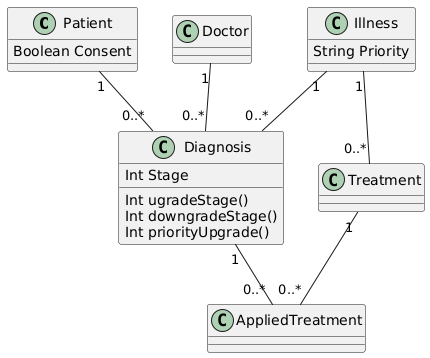 C Patient
Boolean Consent
C Doctor
C Illness
String Priority
1
1
1
1
0..*
0..*
0..*
0..*
C Diagnosis
Int Stage
Int ugradeStage()
Int downgradeStage()
Int priorityUpgrade()
C Treatment
1
1
0..*
0..*
C AppliedTreatment